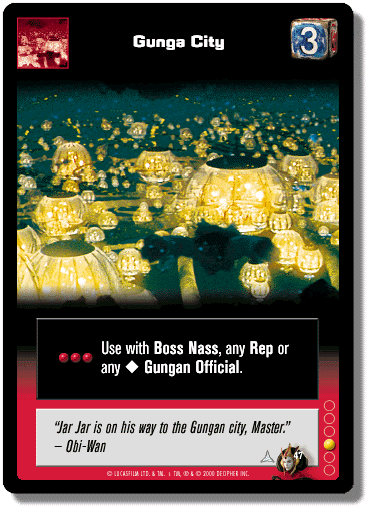 Gunga City
3
Use with Boss Nass, any Rep or
any ◆ Gungan Official.
“Jar Jar is on his way to the Gungan city, Master.”
– Obi-Wan
47
© LUCASFILM LTD. & TM. TM, ® & © 2000 DECIPHER INC.